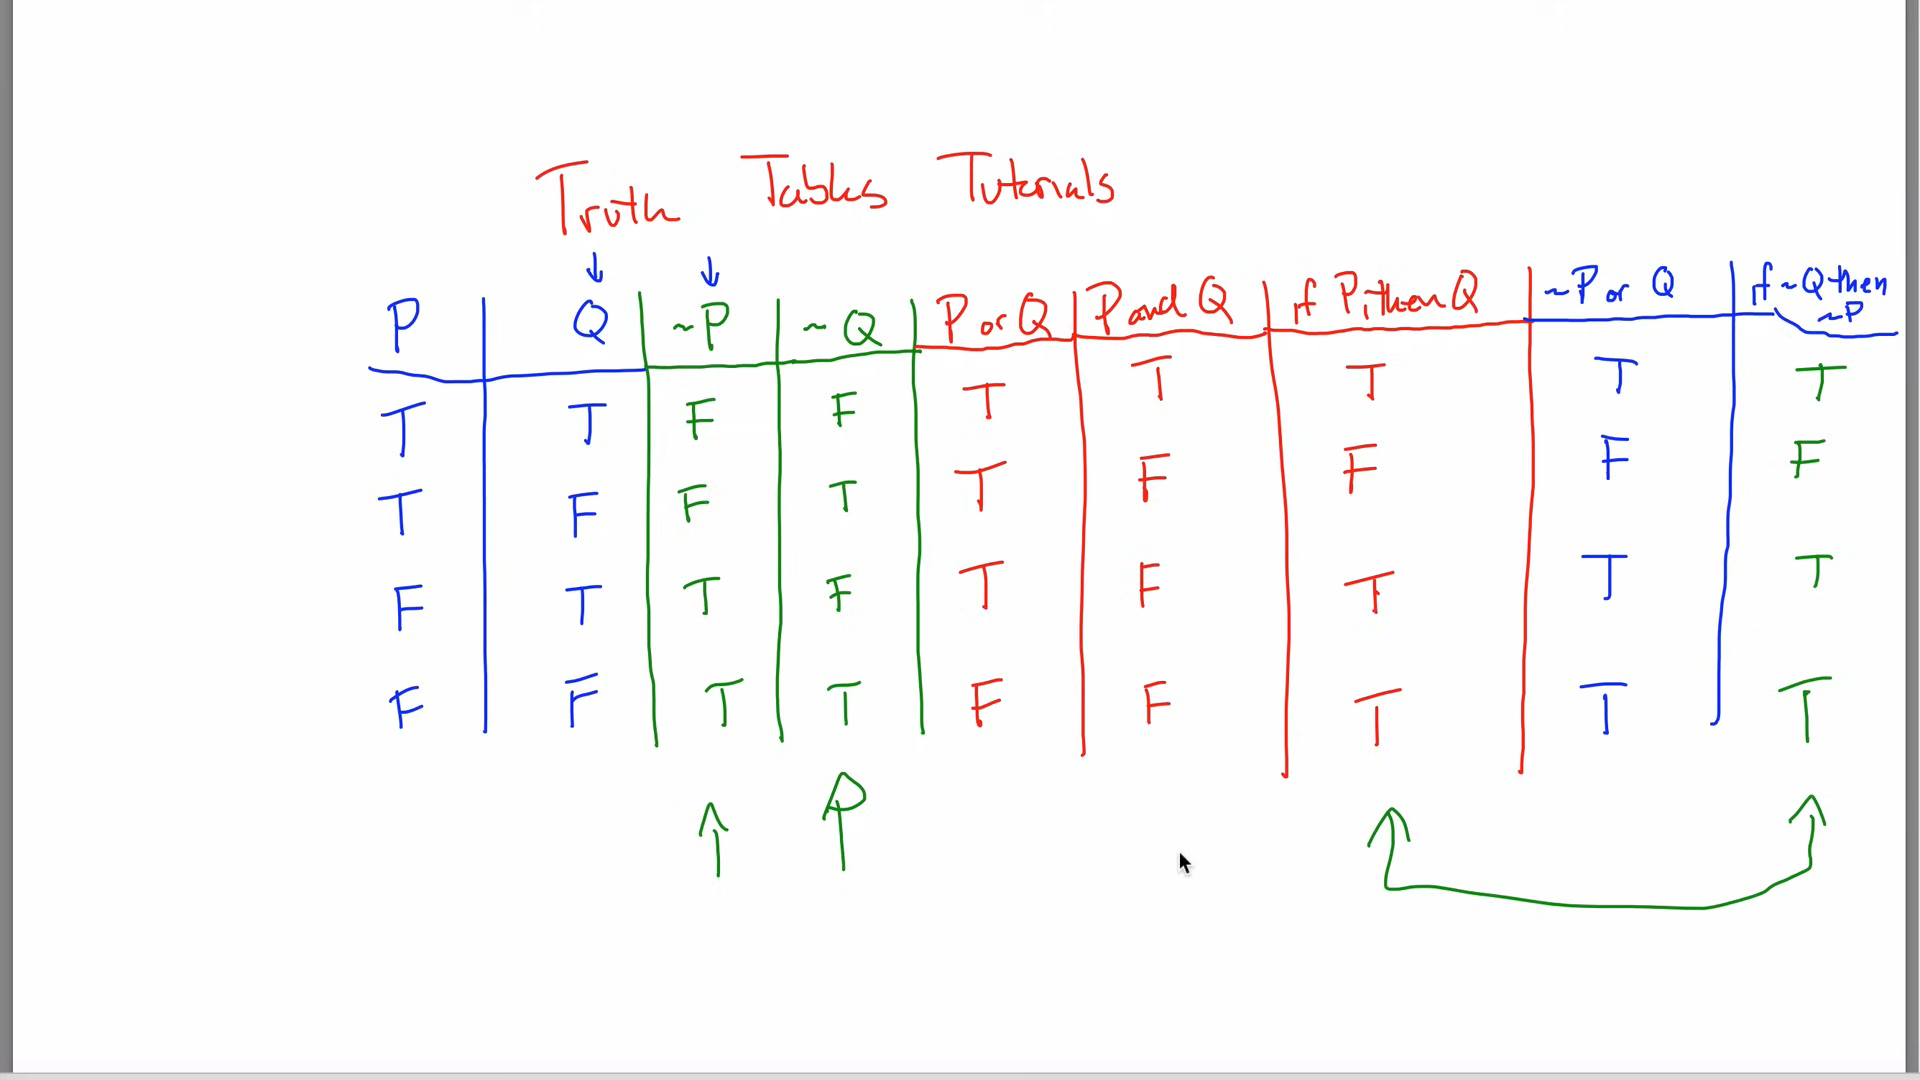 Truth Tables Tutorials
P Q ~P ~Q P or Q P and Q if P, then Q ~P or Q if ~Q then ~P
T T F F T T T T T
T F F T T F F F F
F T T F T F T T T
F F T T F F T T T